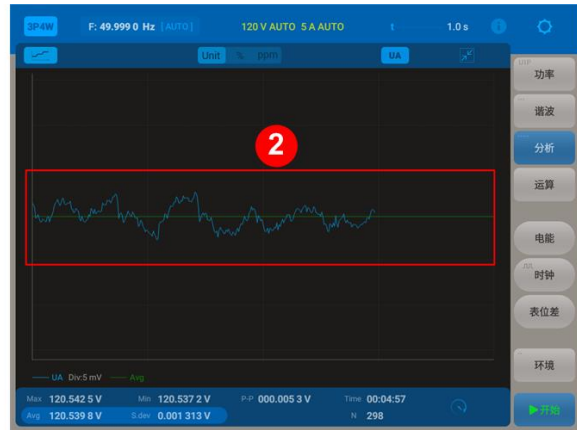 3P4W F: 49.999 0 Hz [AUTO] 120 V AUTO 5 A AUTO t 1.0 s
Unit % ppm UA
U I P
功率
谐波
2
分析
运算
电能
时钟
表位差
环境
UA Div:5 mV Avg
Max 120.542 5 V Min 120.537 2 V P-P 000.005 3 V Time 00:04:57
Avg 120.539 8 V S.dev 0.001 313 V N 298
开始